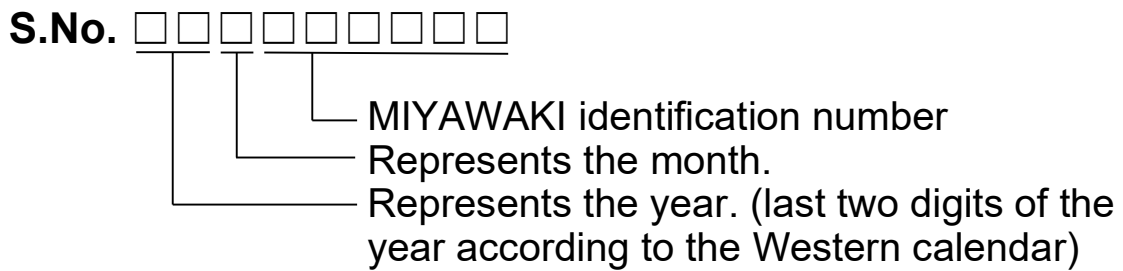 S.No. □□□□□□□□□
MIYAWAKI identification number
Represents the month.
Represents the year. (last two digits of the
year according to the Western calendar)